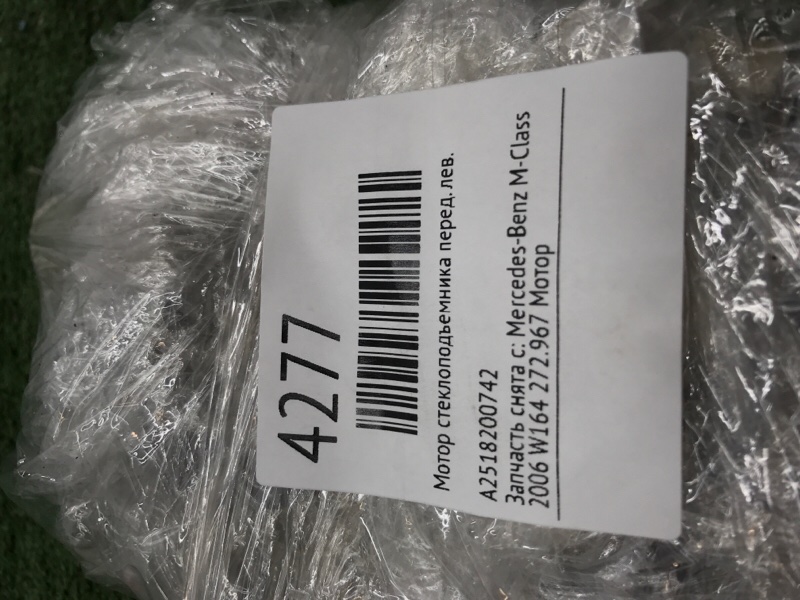 4277
Мотор стеклоподъемника перед. лев.
A2518200742
Запчасть снята с: Mercedes-Benz M-Class
2006 W164 272.967 Мотор